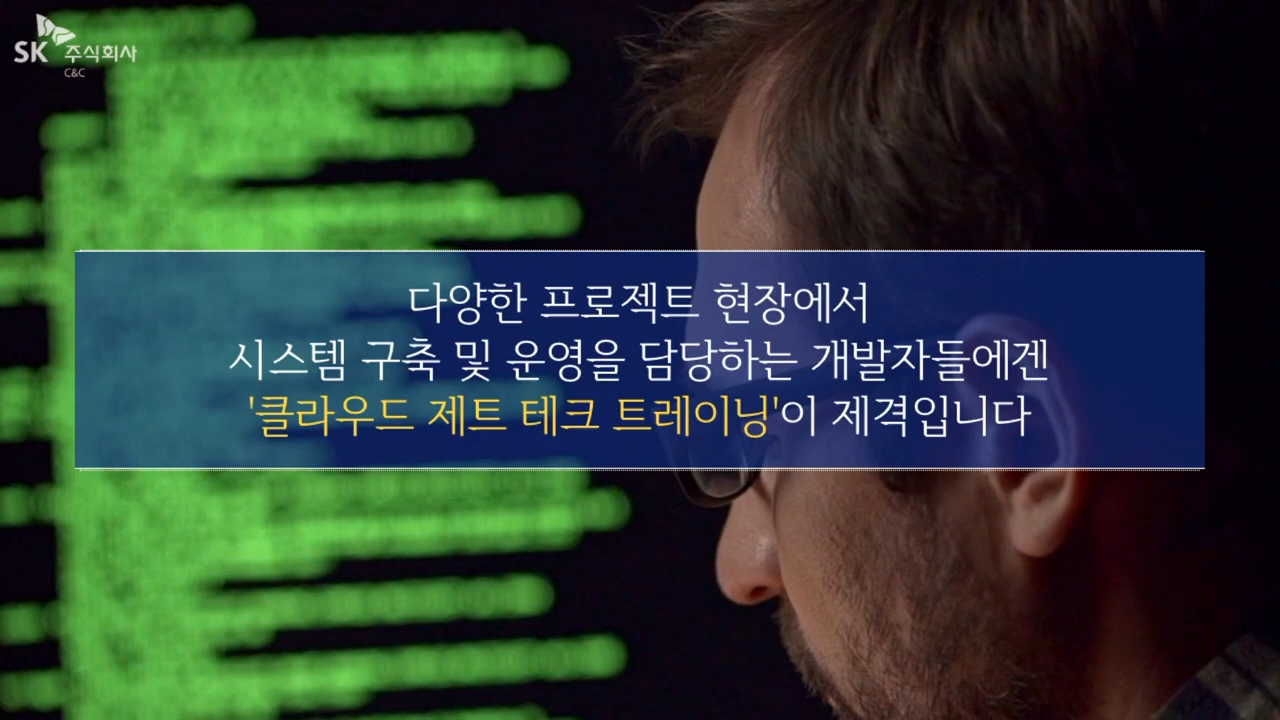 SK 주식회사
C&C
다양한 프로젝트 현장에서
시스템 구축 및 운영을 담당하는 개발자들에겐
'클라우드 제트 테크 트레이닝'이 제격입니다